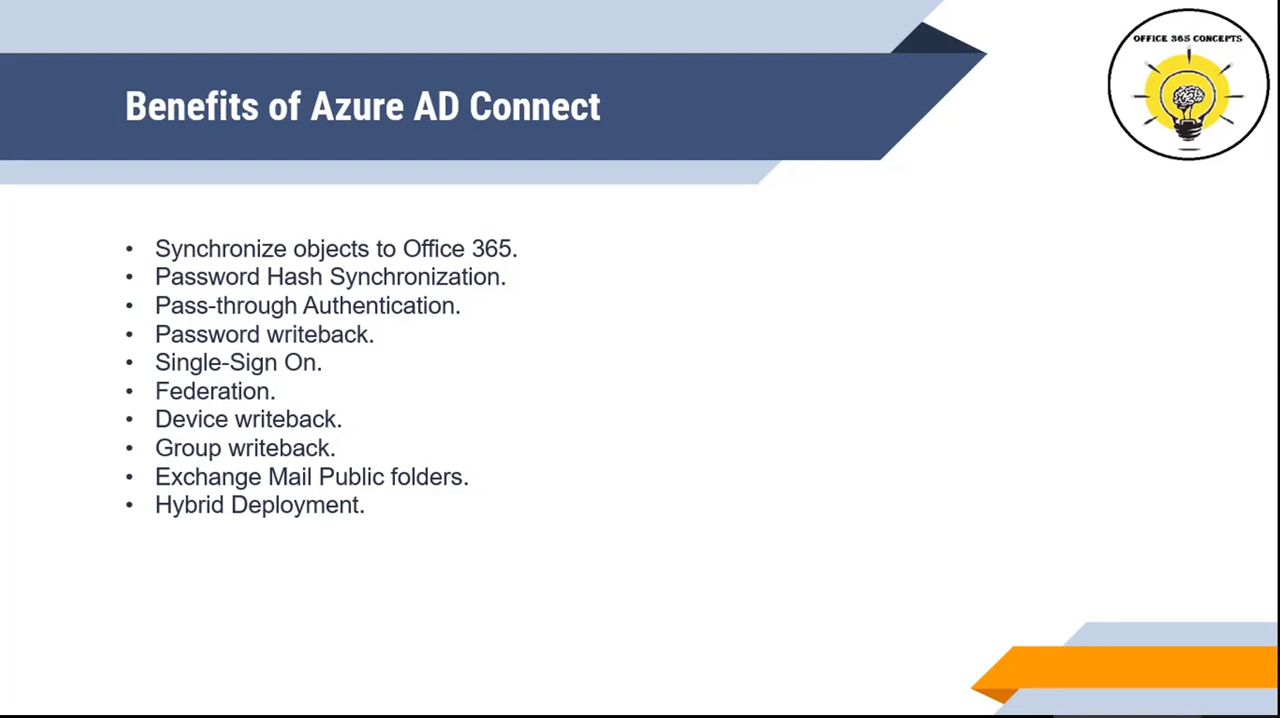 OFFICE 365 CONCEPTS
Benefits of Azure AD Connect
• Synchronize objects to Office 365.
• Password Hash Synchronization.
• Pass-through Authentication.
• Password writeback.
• Single-Sign On.
• Federation.
• Device writeback.
• Group writeback.
• Exchange Mail Public folders.
• Hybrid Deployment.